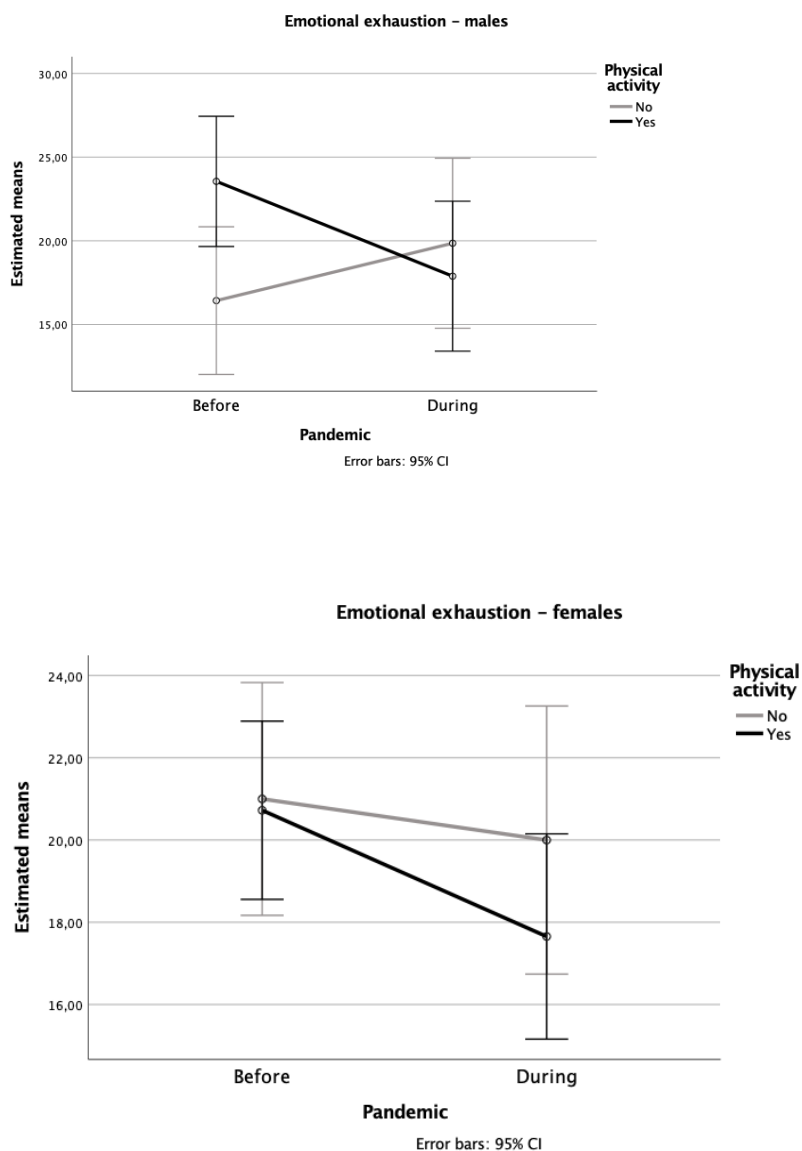 Emotional exhaustion – males
Physical
activity
No
Yes
30,00
25,00
20,00
15,00
Estimated means
Before
During
Pandemic
Error bars: 95% CI
Emotional exhaustion – females
Physical
activity
No
Yes
24,00
22,00
20,00
18,00
16,00
Estimated means
Before
During
Pandemic
Error bars: 95% CI